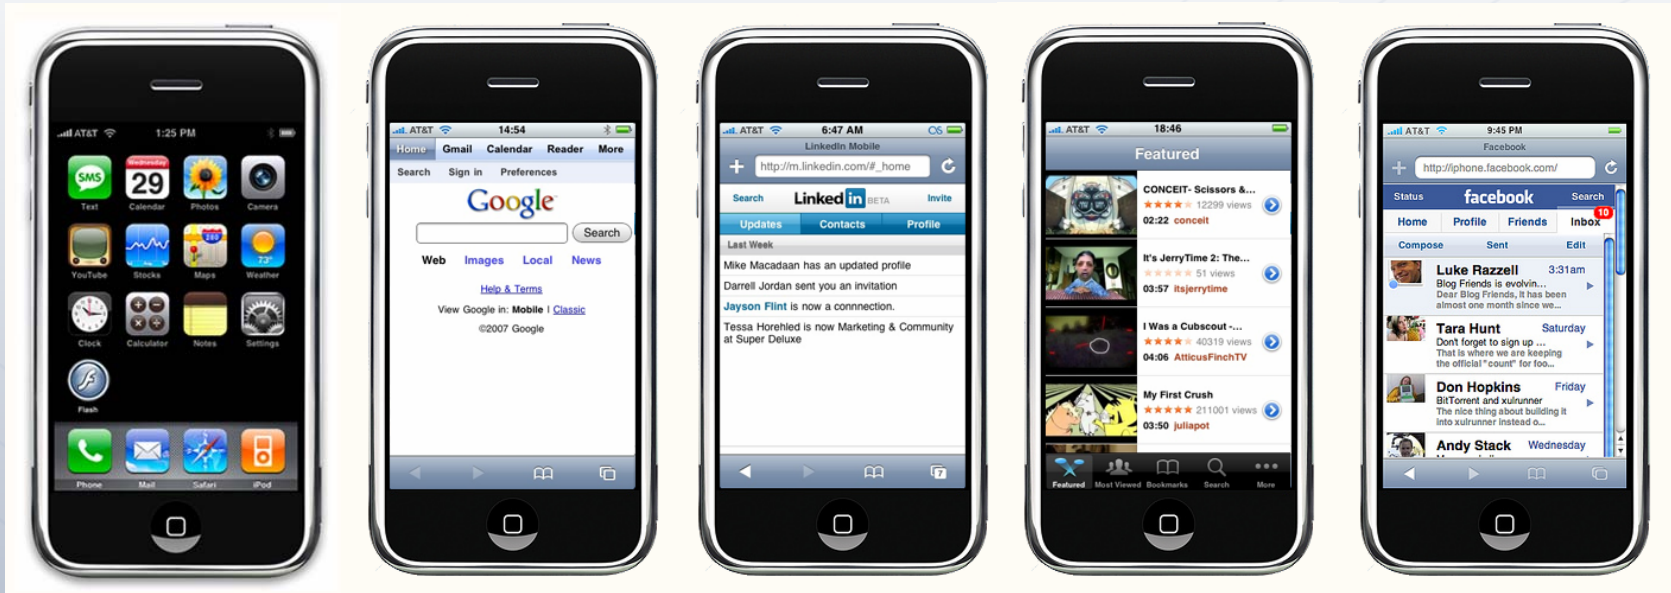 AT&T 1:25 PM
SMS Wednesday 29 280
Text Calendar Photos Camera
73°
YouTube Stocks Maps Weather
Clock Calculator Notes Settings
Flash
Phone Mail Safari iPod
AT&T 14:54
Home Gmail Calendar Reader More
Search Sign in Preferences
Google
Search
Web Images Local News
Help & Terms
View Google in: Mobile | Classic
©2007 Google
AT&T 6:47 AM
LinkedIn Mobile
http://m.linkedin.com/#_home
Search Linked in BETA Invite
Updates Contacts Profile
Last Week
Mike Macadaan has an updated profile
Darrell Jordan sent you an invitation
Jayson Flint is now a connnection.
Tessa Horehled is now Marketing & Community
at Super Deluxe
7
AT&T 18:46
Featured
CONCEIT- Scissors &...
12299 views
02:22 conceit
It's JerryTime 2: The...
51 views
03:57 itsjerrytime
I Was a Cubscout -...
40319 views
04:06 AtticusFinchTV
My First Crush
211001 views
03:50 juliapot
Featured Most Viewed Bookmarks Search More
AT&T 9:45 PM
Facebook
http://iphone.facebook.com/
Status facebook Search
10
Home Profile Friends Inbox
Compose Sent Edit
Luke Razzell 3:31am
Blog Friends is evolvin...
Dear Blog Friends, It has been
almost one month since we...
Tara Hunt Saturday
Don't forget to sign up ...
That is where we are keeping
the official "count" for foo...
Don Hopkins Friday
BitTorrent and xulrunner
The nice thing about building it
into xulrunner instead o...
Andy Stack Wednesday